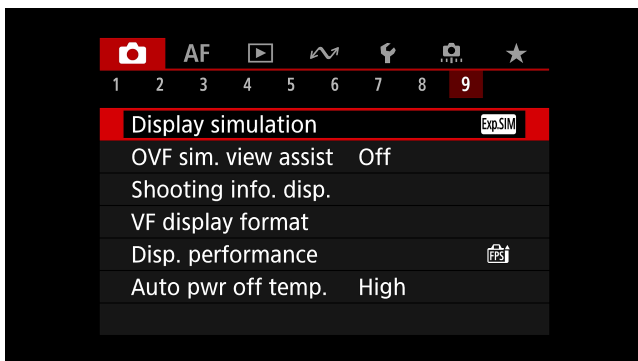 AF
1 2 3 4 5 6 7 8 9
Display simulation Exp.SIM
OVF sim. view assist Off
Shooting info. disp.
VF display format
Disp. performance FPS
Auto pwr off temp. High